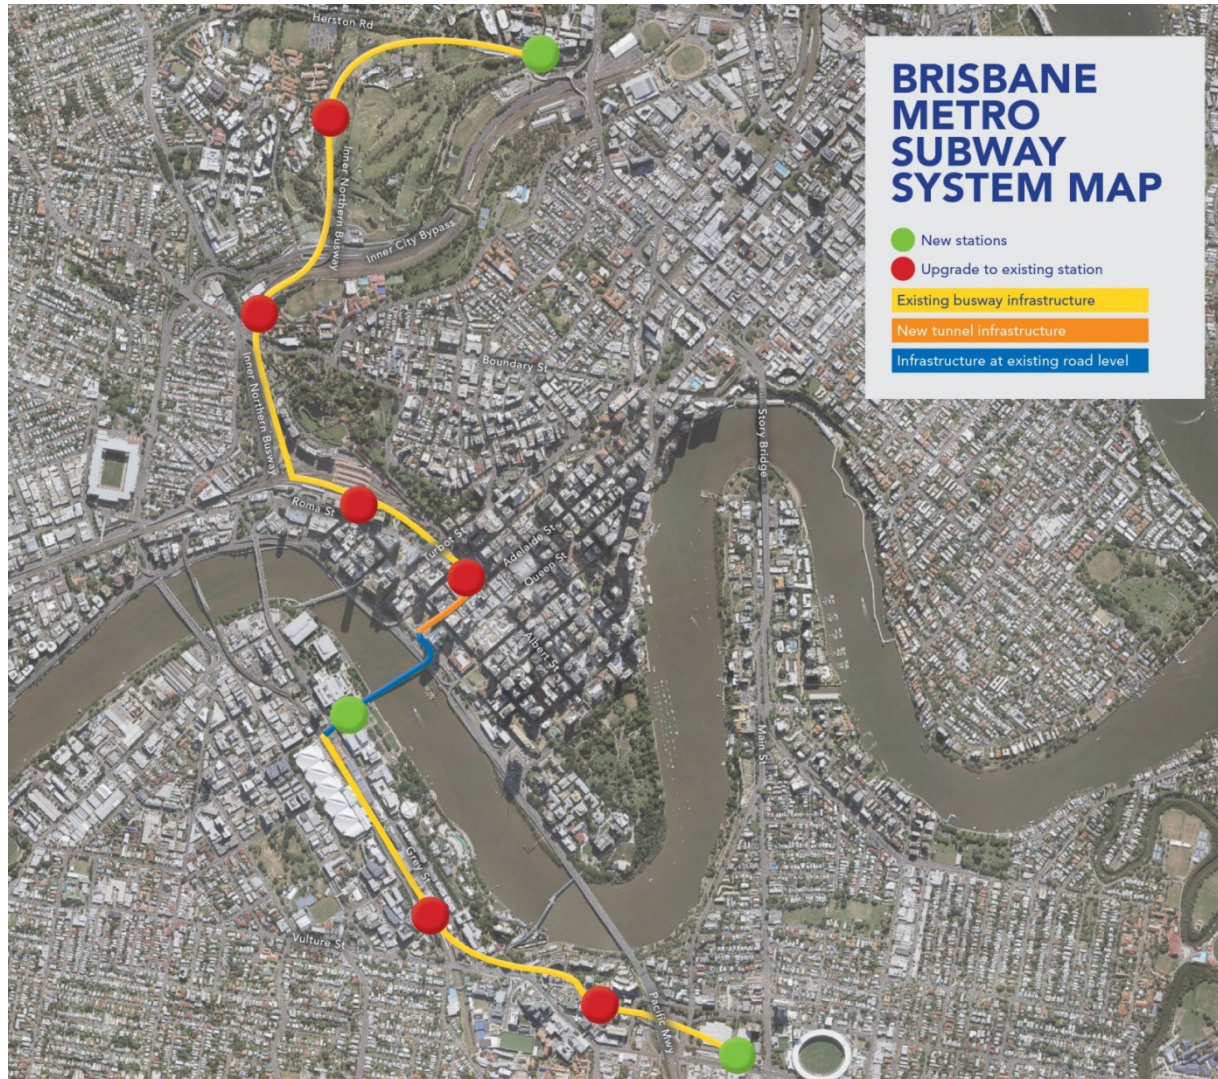 BRISBANE
METRO
SUBWAY
SYSTEM MAP
New stations
Upgrade to existing station
Existing busway infrastructure
New tunnel infrastructure
Infrastructure at existing road level
Herston Rd
Inner Northern Busway
Inner City Bypass
Boundary St
Inner Northern Busway
Story Bridge
Roma St
Turbot St
Adelaide St
Queen St
Albert St
Main St
Grey St
Vulture St
Pacific Mwy